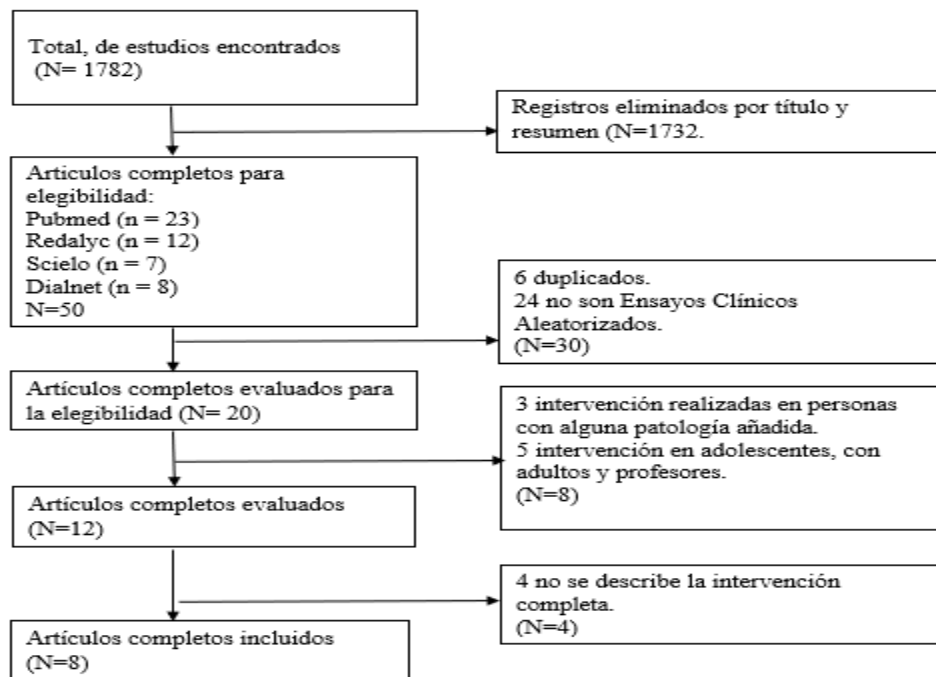 Total, de estudios encontrados
(N= 1782)
Registros eliminados por título y
resumen (N=1732.
Articulos completos para
elegibilidad:
Pubmed (n = 23)
Redalyc (n = 12)
Scielo (n = 7)
Dialnet (n = 8)
N=50
6 duplicados.
24 no son Ensayos Clínicos
Aleatorizados.
(N=30)
Artículos completos evaluados para
la elegibilidad (N= 20)
3 intervención realizadas en personas
con alguna patología añadida.
5 intervención en adolescentes, con
adultos y profesores.
(N=8)
Artículos completos evaluados
(N=12)
4 no se describe la intervención
completa.
(N=4)
Artículos completos incluidos
(N=8)